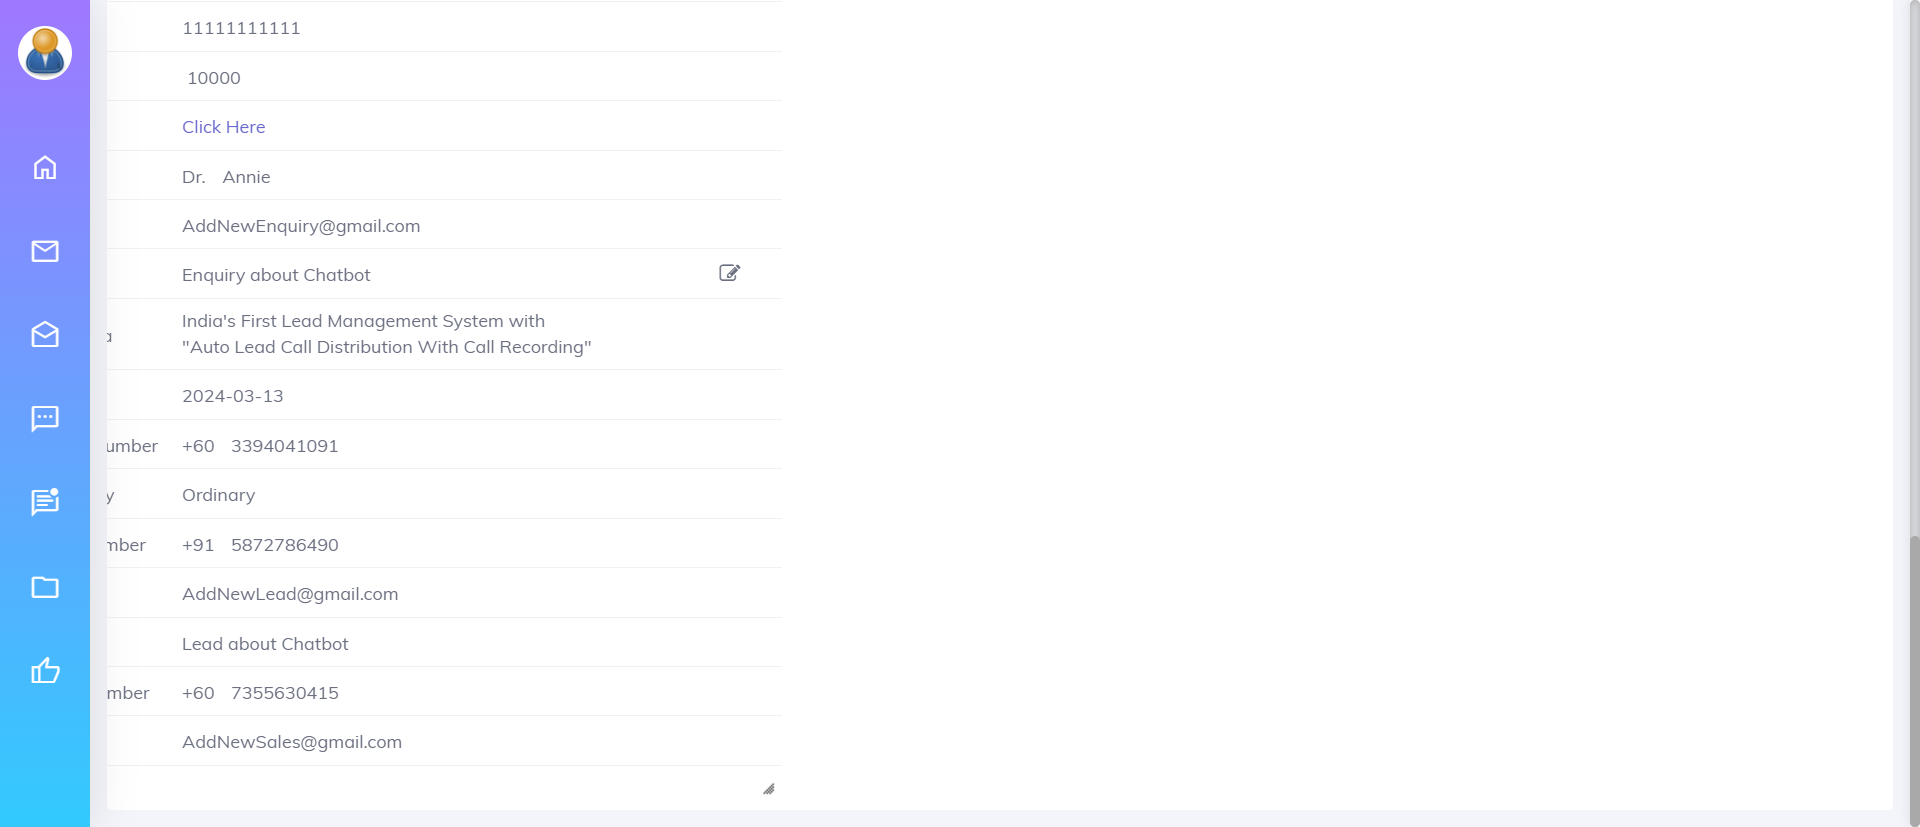 11111111111
10000
Click Here
Dr. Annie
AddNewEnquiry@gmail.com
Enquiry about Chatbot
a India's First Lead Management System with
"Auto Lead Call Distribution With Call Recording"
2024-03-13
umber +60 3394041091
y Ordinary
mber +91 5872786490
AddNewLead@gmail.com
Lead about Chatbot
mber +60 7355630415
AddNewSales@gmail.com